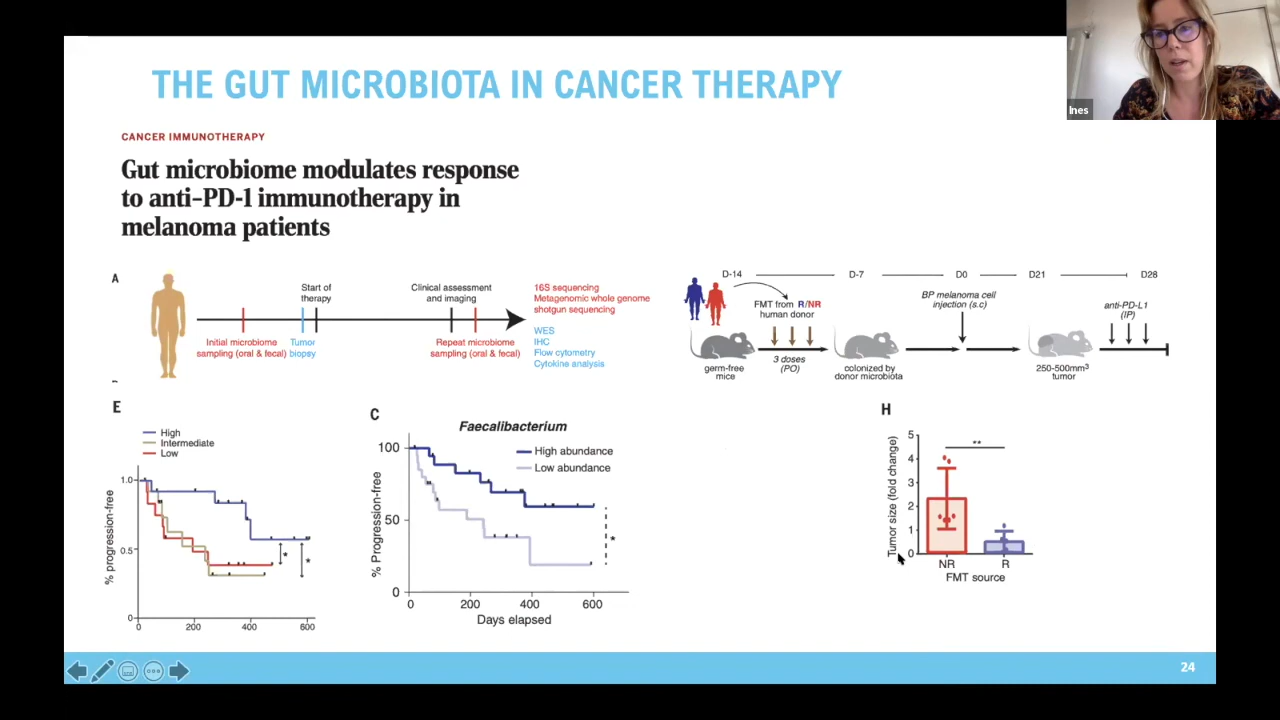 Ines
THE GUT MICROBIOTA IN CANCER THERAPY
CANCER IMMUNOTHERAPY
Gut microbiome modulates response
to anti–PD-1 immunotherapy in
melanoma patients
A
Start of
therapy
Clinical assessment
and imaging
Initial microbiome
sampling (oral & fecal)
Tumor
biopsy
Repeat microbiome
sampling (oral & fecal)
16S sequencing
Metagenomic whole genome
shotgun sequencing
WES
IHC
Flow cytometry
Cytokine analysis
D-14
D-7
D0
D21
D28
FMT from R/NR
human donor
BP melanoma cell
injection (s.c)
anti-PD-L1
(IP)
germ-free
mice
3 doses
(PO)
colonized by
donor microbiota
250-500mm3
tumor
E
High
Intermediate
Low
% progression-free
1.0
0.5
0
0 200 400 600
*
*
C
Faecalibacterium
High abundance
Low abundance
% Progression-free
100
50
0
0 200 400 600
Days elapsed
*
H
Tumor size (fold change)
5
4
3
2
1
0
**
NR R
FMT source
24